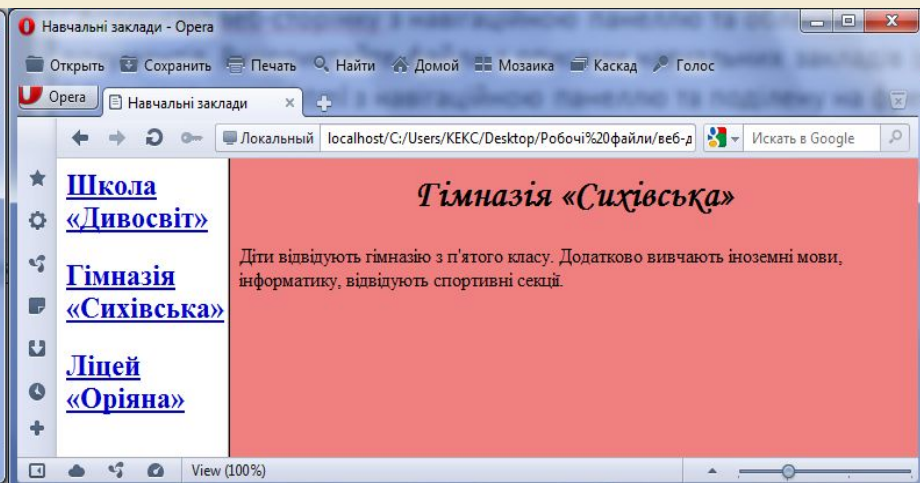 Навчальні заклади - Opera
Открыть Сохранить Печать Найти Домой Мозаика Каскад Голос
Opera Навчальні заклади
Локальный localhost/C:/Users/КЕКС/Desktop/Робочі%20файли/веб-д Искать в Google
Школа
«Дивосвіт»
Гімназія
«Сихівська»
Ліцей
«Оріяна»
Гімназія «Сихівська»
Діти відвідують гімназію з п'ятого класу. Додатково вивчають іноземні мови,
інформатику, відвідують спортивні секції.
View (100%)